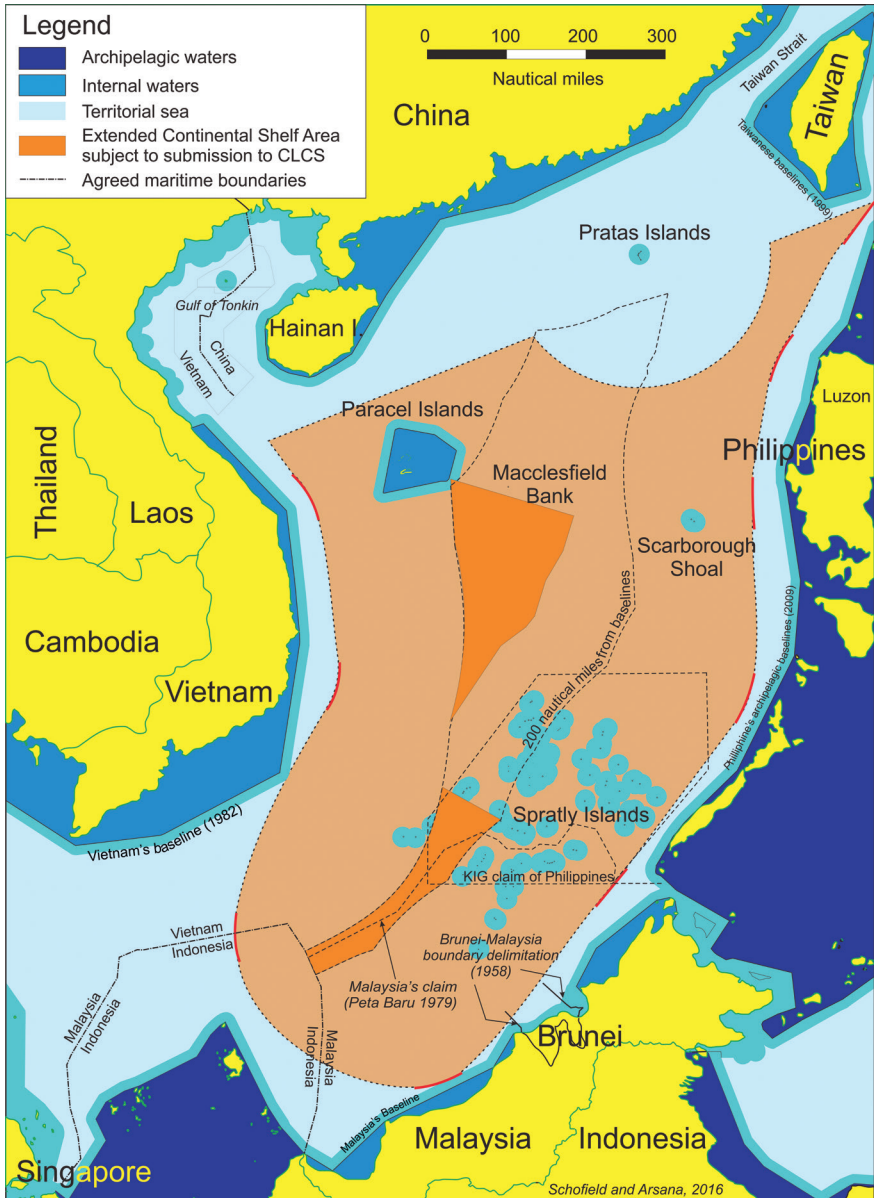 Legend
Archipelagic waters
Internal waters
Territorial sea
Extended Continental Shelf Area
subject to submission to CLCS
Agreed maritime boundaries
0 100 200 300
Nautical miles
China
Taiwan Strait
Taiwan
Taiwanese baselines (1999)
Pratas Islands
Gulf of Tonkin
Hainan I.
China
Vietnam
Paracel Islands
Luzon
Philippines
Macclesfield
Bank
Thailand
Laos
Scarborough
Shoal
Cambodia
Vietnam
200 nautical milesfrom baselines
Philliphine's archipelagic baselines (2009)
Spratly Islands
Vietnam's baseline (1982)
KIG claim of Philippines
Vietnam
Indonesia
Brunei-Malaysia
boundary delimitation
(1958)
Malaysia's claim
(Peta Baru 1979)
Malaysia
Indonesia
Malaysia
Indonesia
Brunei
Malaysia's Baseline
Malaysia
Indonesia
Singapore
Schofield and Arsana, 2016